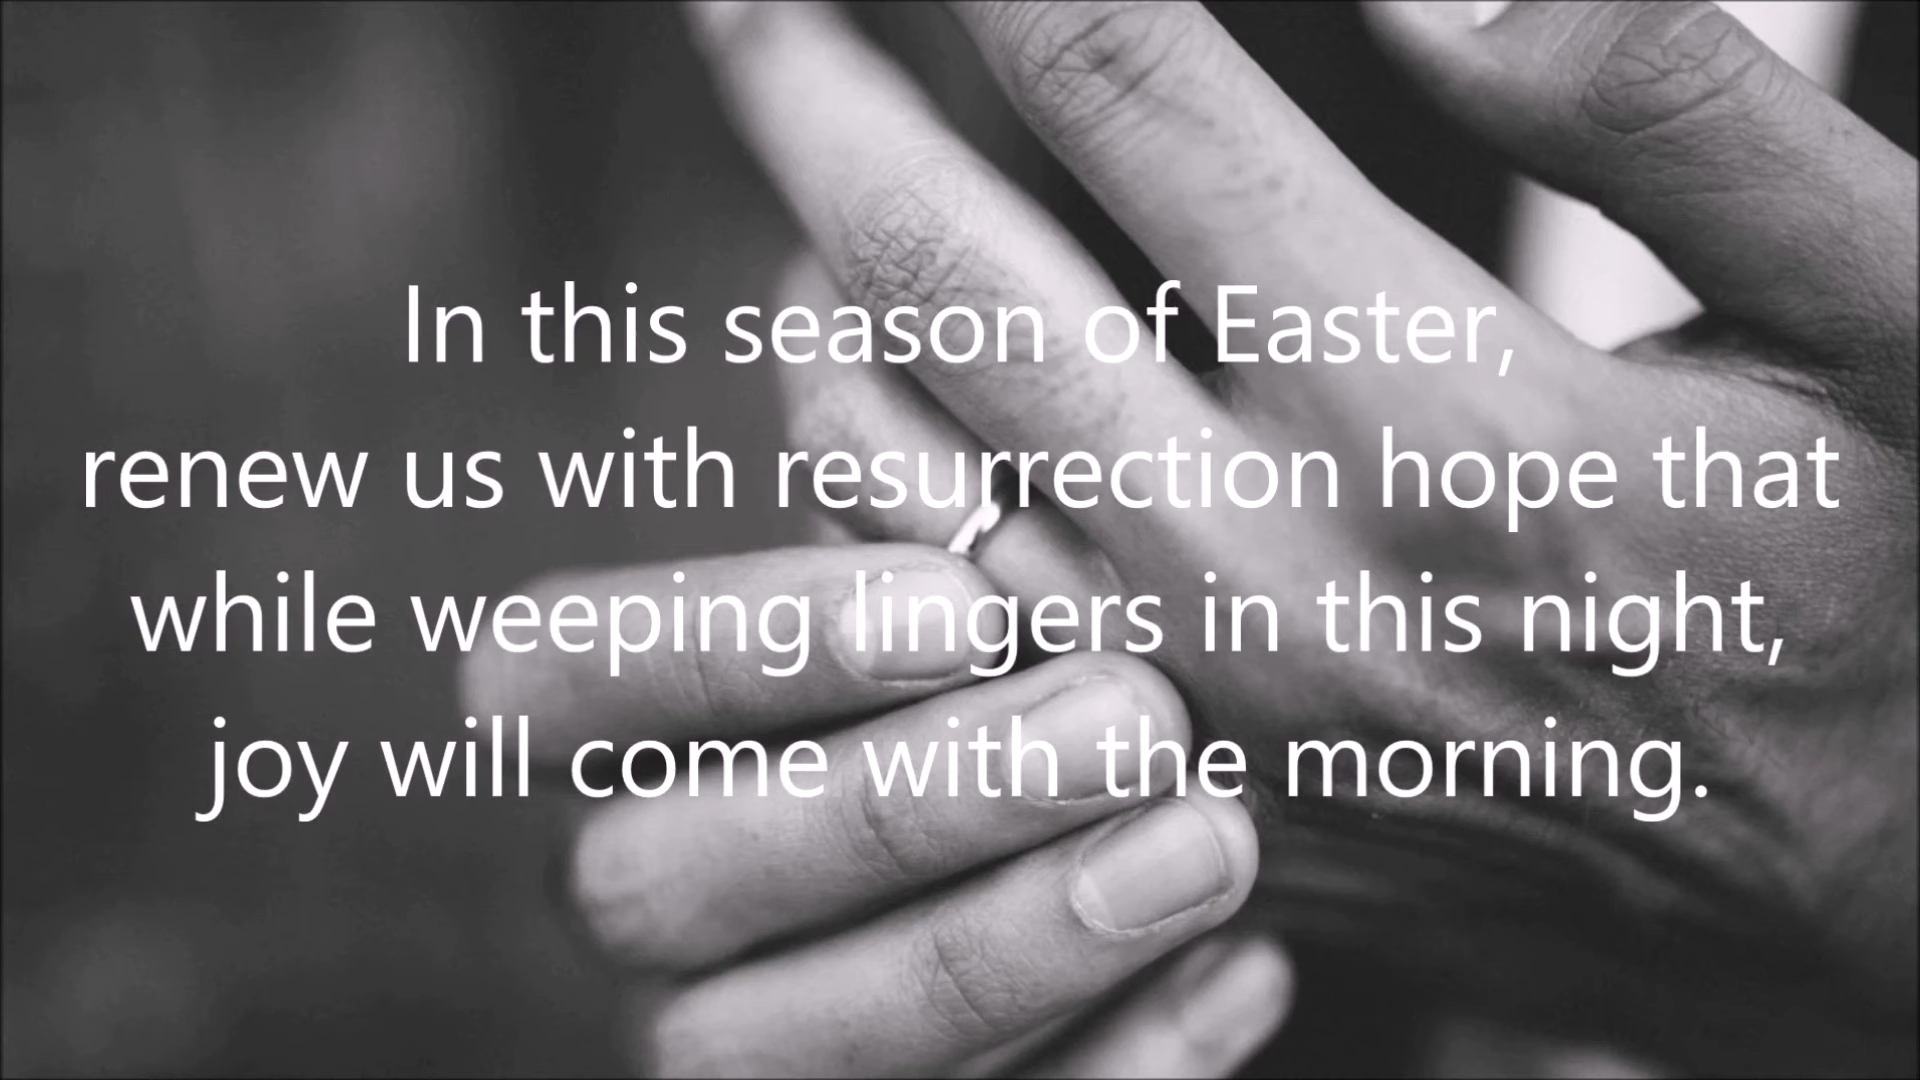 In this season of Easter,
renew us with resurrection hope that
while weeping lingers in this night,
joy will come with the morning.